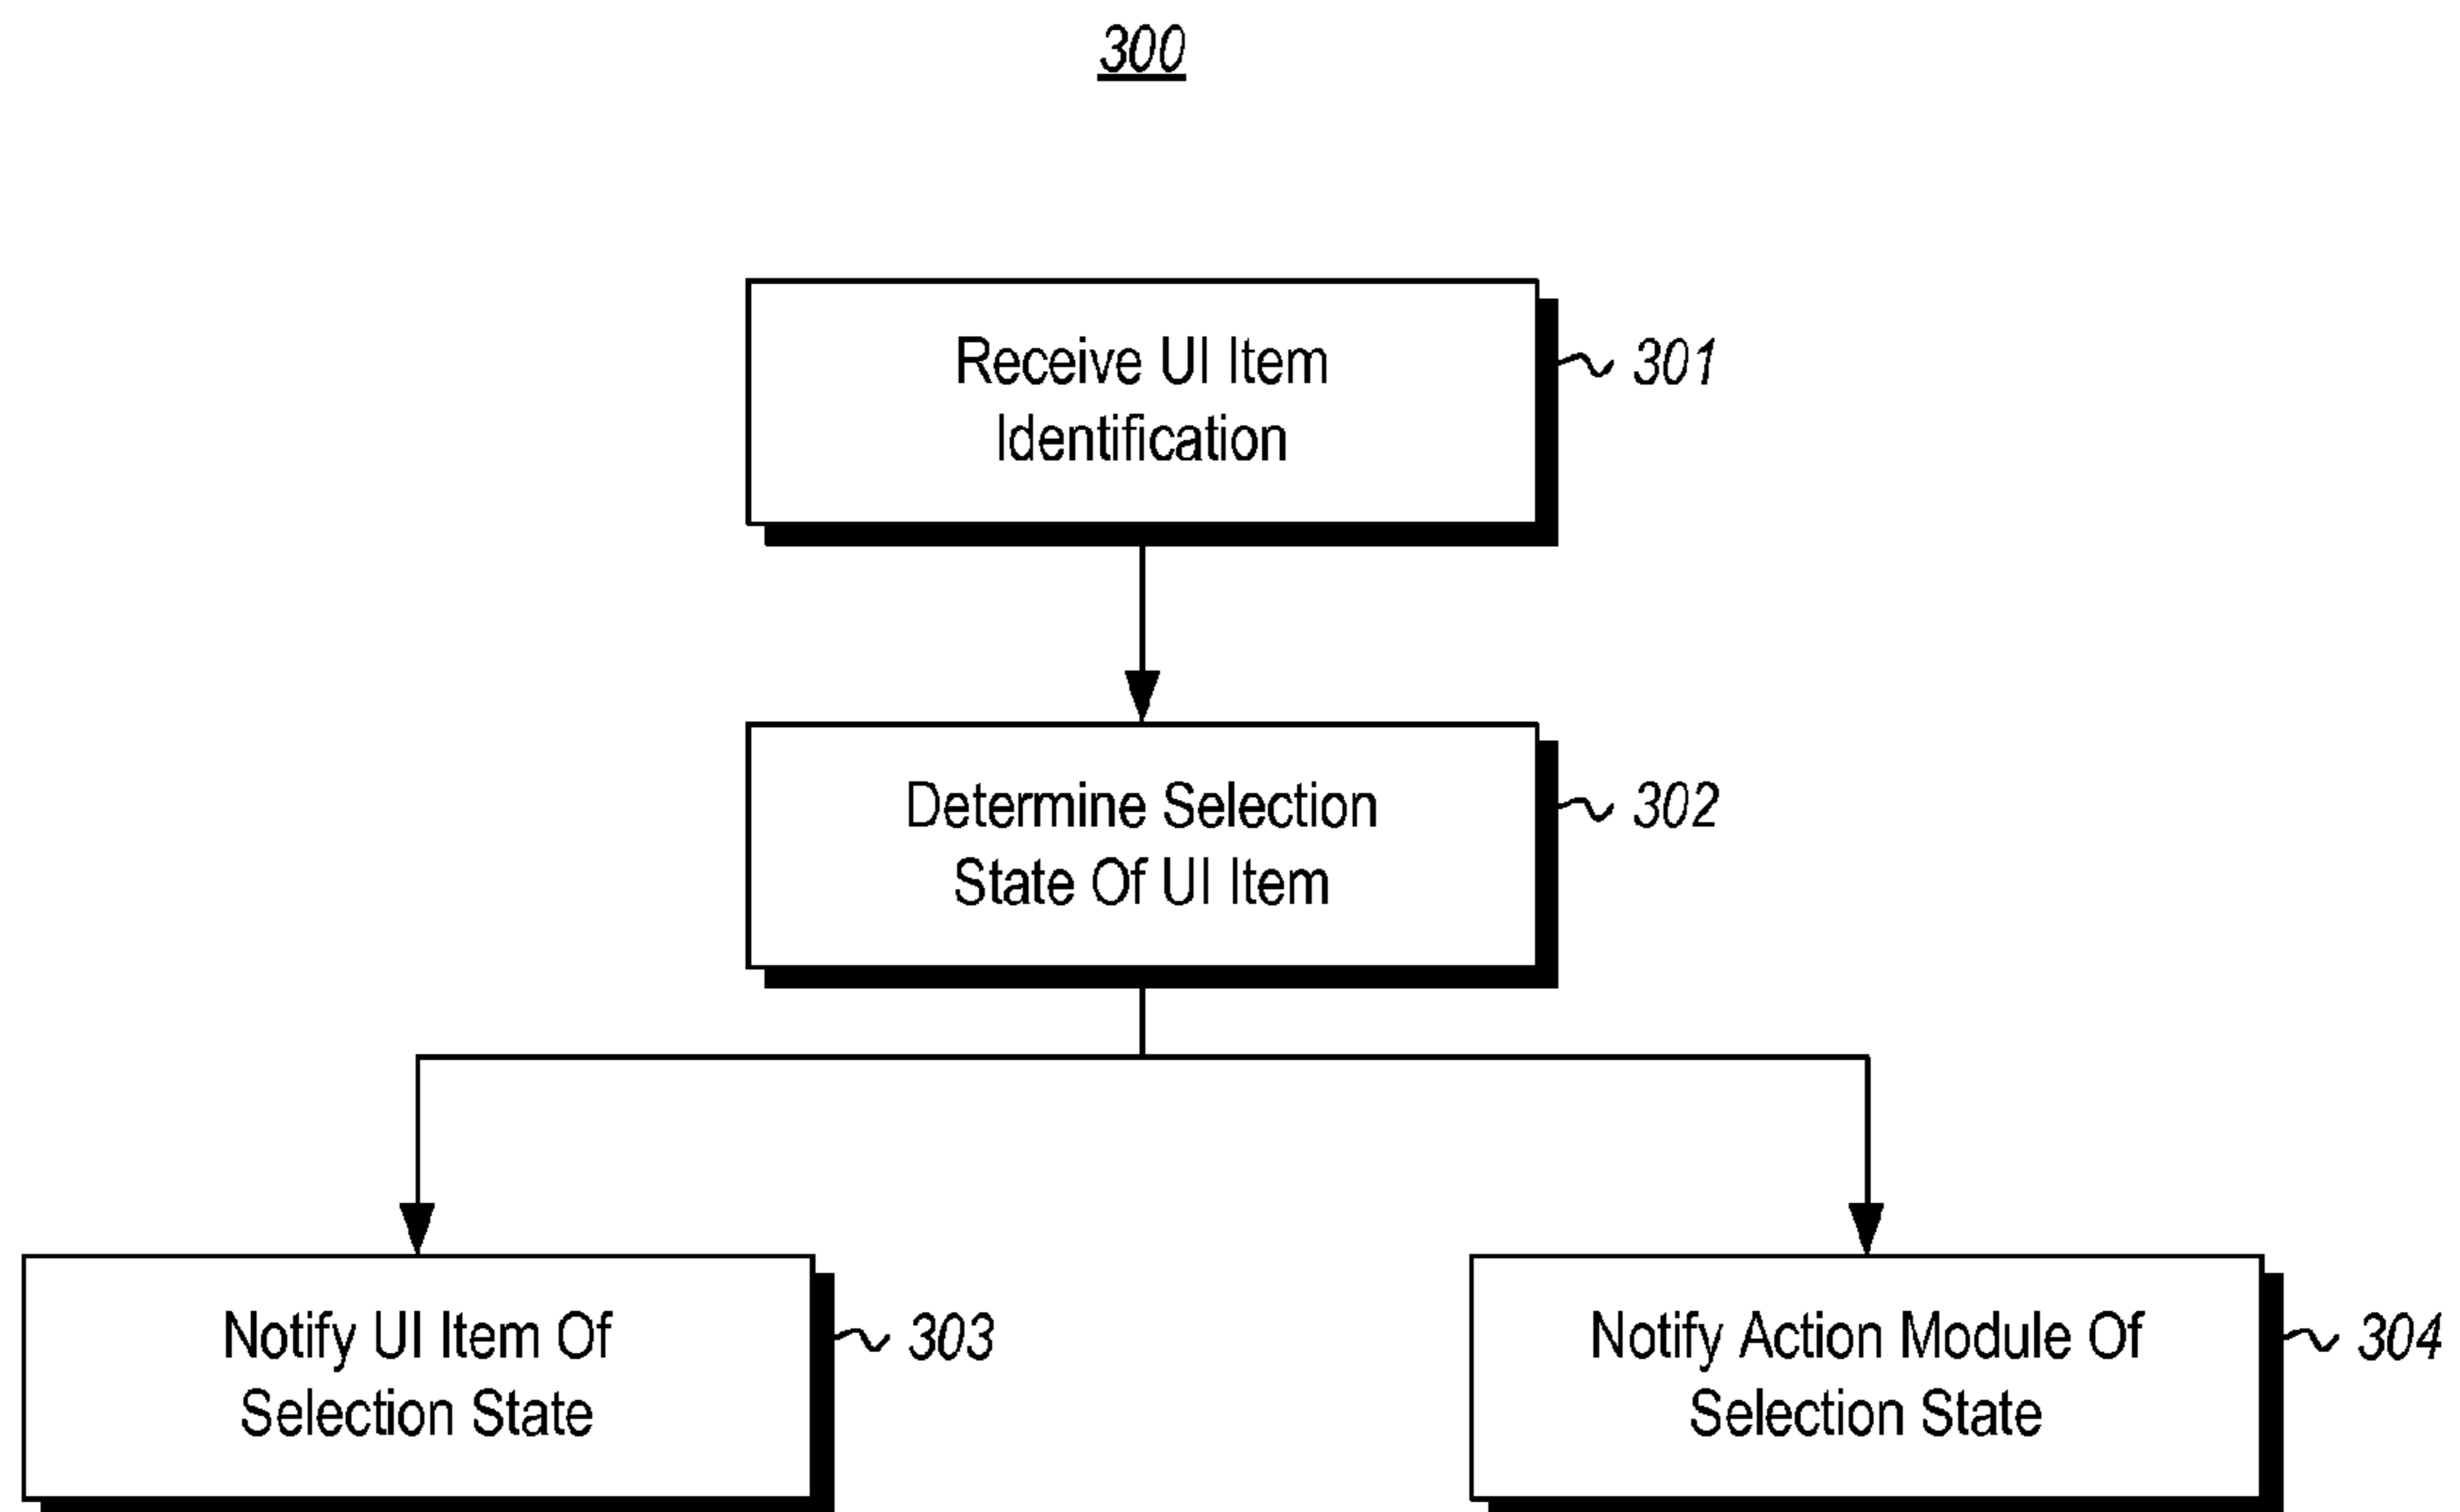 300
Receive UI Item
Identification
301
Determine Selection
State Of UI Item
302
Notify UI Item Of
Selection State
303
Notify Action Module Of
Selection State
304